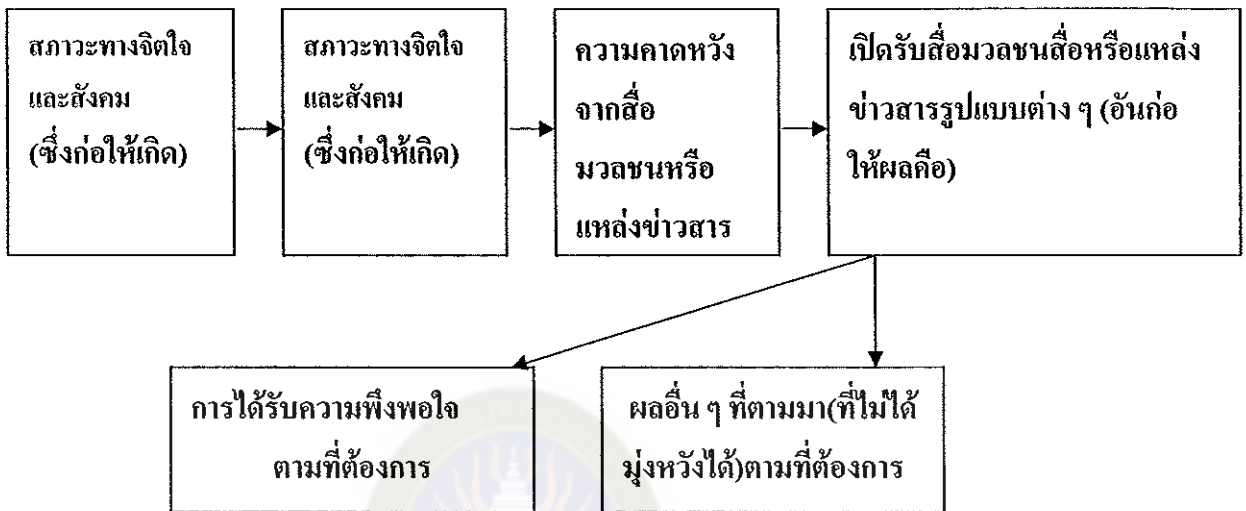 สภาวะทางจิตใจ
และสังคม
(ซึ่งก่อให้เกิด)
สภาวะทางจิตใจ
และสังคม
(ซึ่งก่อให้เกิด)
ความคาดหวัง
จากสื่อ
มวลชนหรือ
แหล่งข่าวสาร
เปิดรับสื่อมวลชนสื่อหรือแหล่ง
ข่าวสารรูปแบบต่าง ๆ (อันก่อ
ให้ผลคือ)
การได้รับความพึงพอใจ
ตามที่ต้องการ
ผลอื่น ๆ ที่ตามมา(ที่ไม่ได้
มุ่งหวังได้)ตามที่ต้องการ